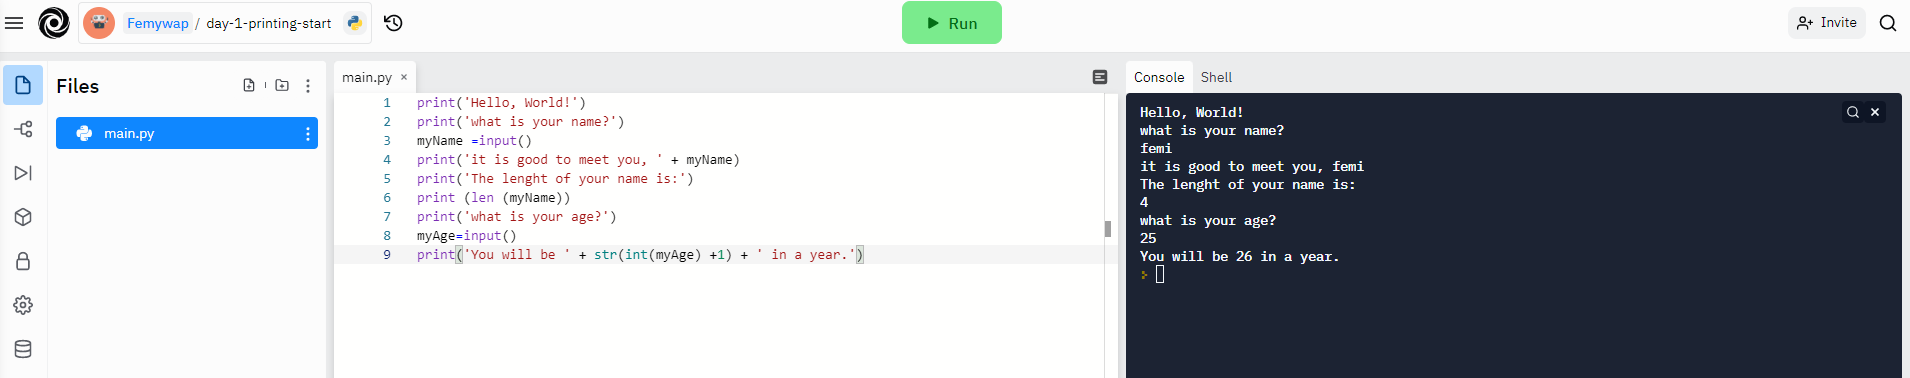 Femywap / day-1-printing-start
Run
Invite
Files
main.py
main.py ×
1 print('Hello, World!')
2 print('what is your name?')
3 myName =input()
4 print('it is good to meet you, ' + myName)
5 print('The lenght of your name is:')
6 print (len (myName))
7 print('what is your age?')
8 myAge=input()
9 print('You will be ' + str(int(myAge) +1) + ' in a year.')
Console Shell
Hello, World!
what is your name?
femi
it is good to meet you, femi
The lenght of your name is:
4
what is your age?
25
You will be 26 in a year.